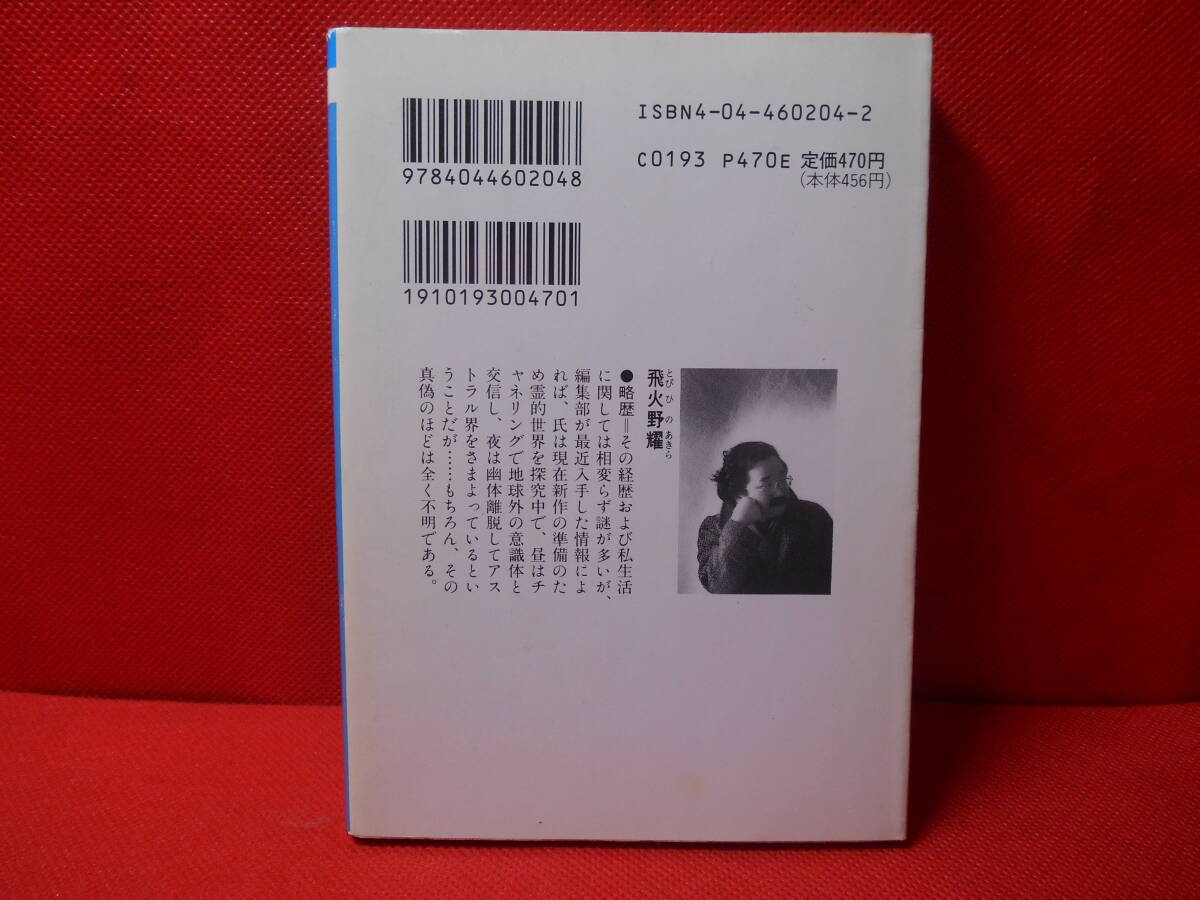 ISBN4-04-460204-2
C0193 P470E 定価470円
(本体456円)
9784044602048
1910193004701
とびひのあきら
飛火野耀
●略歴＝その経歴および私生活
に関しては相変らず謎が多いが、
編集部が最近入手した情報によ
れば、氏は現在新作の準備のた
め霊的世界を探究中で、昼はチ
ャネリングで地球外の意識体と
交信し、夜は幽体離脱してアス
トラル界をさまよっているとい
うことだが……もちろん、その
真偽のほどは全く不明である。